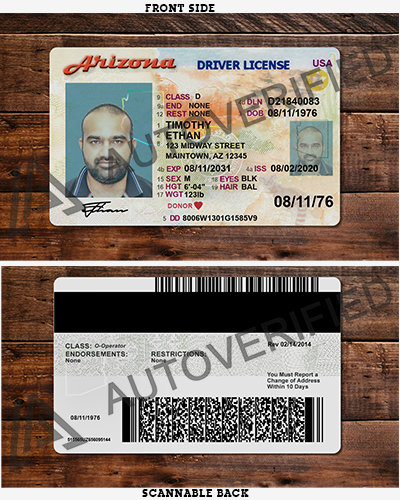 FRONT SIDE
Arizona DRIVER LICENSE USA
9 CLASS D
9a END NONE
12 REST NONE
4d DLN D21840083
3 DOB 08/11/1976
1 TIMOTHY
2 ETHAN
8 123 MIDWAY STREET
MAINTOWN, AZ 12345
4b EXP 08/11/2031 4a ISS 08/02/2020
15 SEX M 18 EYES BLK
16 HGT 6'-04" 19 HAIR BAL
17 WGT 123lb
DONOR
08/11/76
Ethan
5 DD 8006W1301G1585V9
AUTOVERIFIED
CLASS: O-Operator
ENDORSEMENTS:
None
RESTRICTIONS:
None
Rev 02/14/2014
You Must Report a
Change of Address
Within 10 Days
08/11/1976
AUTOVERIFIED
SCANNABLE BACK